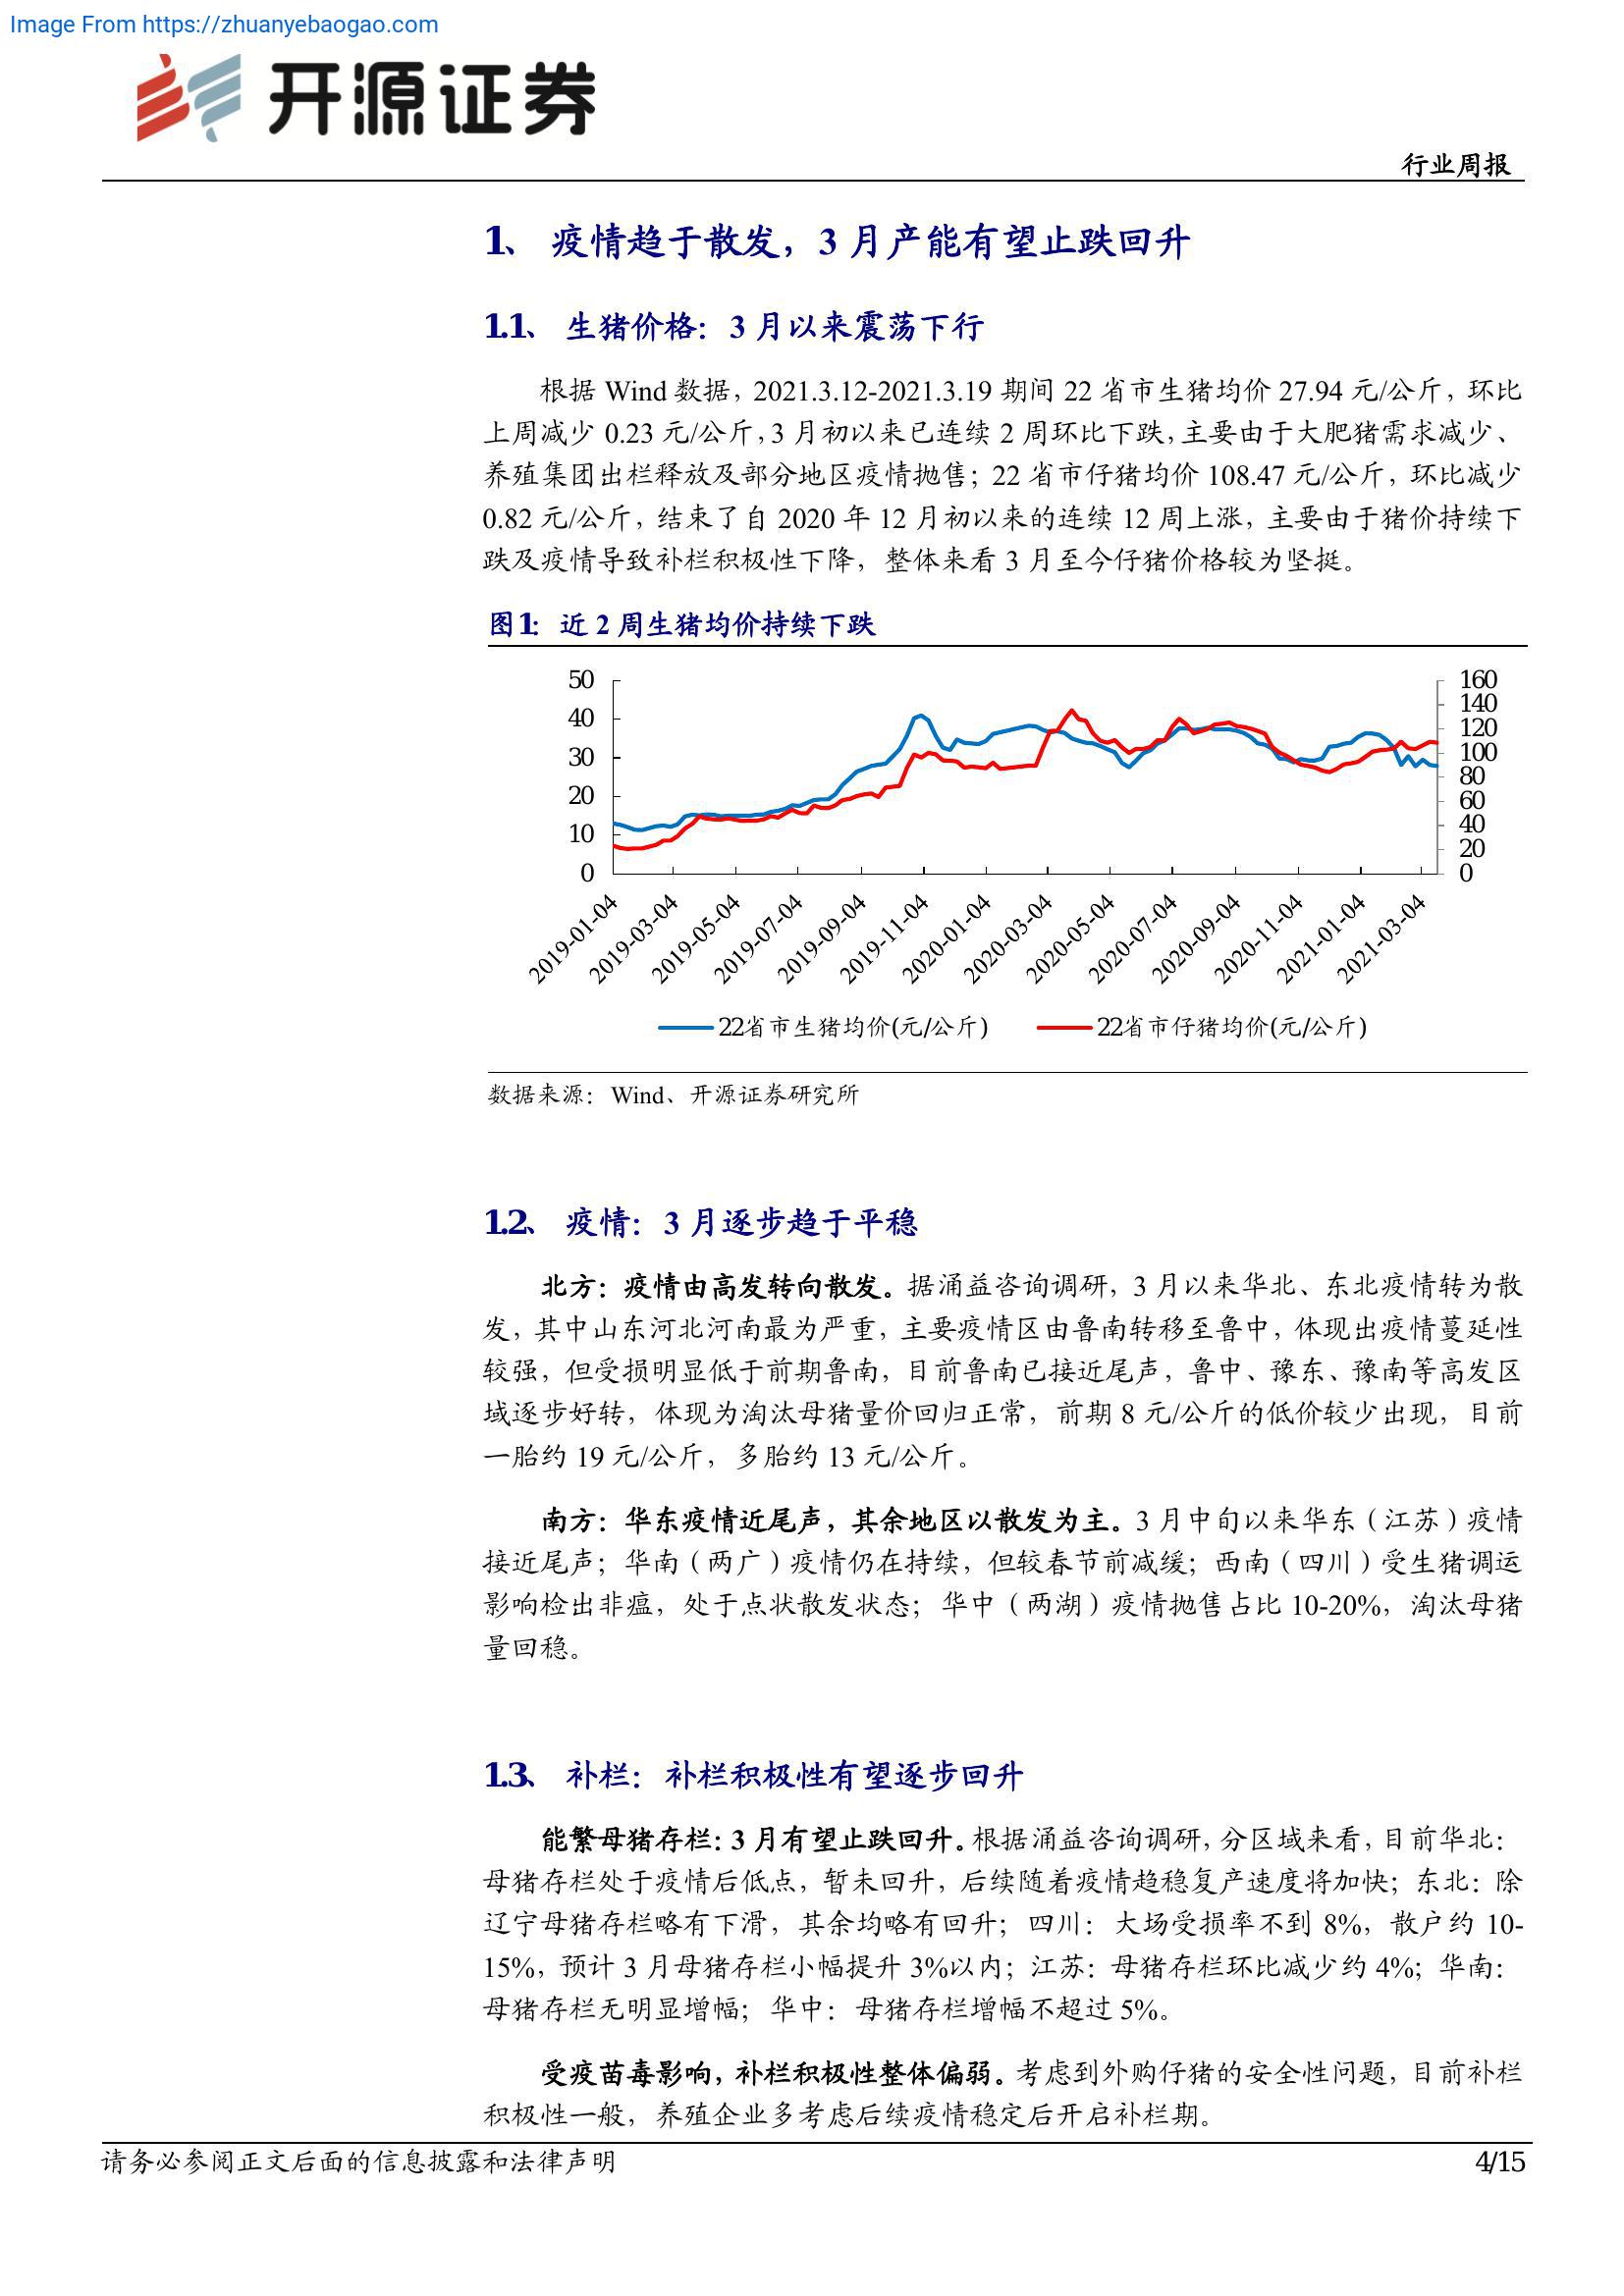 Image From https://zhuanyebaogao.com
开源证券
行业周报
1、 疫情趋于散发，3 月产能有望止跌回升
1.1、 生猪价格：3 月以来震荡下行
根据 Wind 数据，2021.3.12-2021.3.19 期间 22 省市生猪均价 27.94 元/公斤，环比
上周减少 0.23 元/公斤，3 月初以来已连续 2 周环比下跌，主要由于大肥猪需求减少、
养殖集团出栏释放及部分地区疫情抛售；22 省市仔猪均价 108.47 元/公斤，环比减少
0.82 元/公斤，结束了自 2020 年 12 月初以来的连续 12 周上涨，主要由于猪价持续下
跌及疫情导致补栏积极性下降，整体来看 3 月至今仔猪价格较为坚挺。
图1：近 2 周生猪均价持续下跌
50
40
30
20
10
0
160
140
120
100
80
60
40
20
0
2019-01-04
2019-03-04
2019-05-04
2019-07-04
2019-09-04
2019-11-04
2020-01-04
2020-03-04
2020-05-04
2020-07-04
2020-09-04
2020-11-04
2021-01-04
2021-03-04
22省市生猪均价(元/公斤) 22省市仔猪均价(元/公斤)
数据来源：Wind、开源证券研究所
1.2、 疫情：3 月逐步趋于平稳
北方：疫情由高发转向散发。据涌益咨询调研，3 月以来华北、东北疫情转为散
发，其中山东河北河南最为严重，主要疫情区由鲁南转移至鲁中，体现出疫情蔓延性
较强，但受损明显低于前期鲁南，目前鲁南已接近尾声，鲁中、豫东、豫南等高发区
域逐步好转，体现为淘汰母猪量价回归正常，前期 8 元/公斤的低价较少出现，目前
一胎约 19 元/公斤，多胎约 13 元/公斤。
南方：华东疫情近尾声，其余地区以散发为主。3 月中旬以来华东（江苏）疫情
接近尾声；华南（两广）疫情仍在持续，但较春节前减缓；西南（四川）受生猪调运
影响检出非瘟，处于点状散发状态；华中（两湖）疫情抛售占比 10-20%，淘汰母猪
量回稳。
1.3、 补栏：补栏积极性有望逐步回升
能繁母猪存栏：3 月有望止跌回升。根据涌益咨询调研，分区域来看，目前华北：
母猪存栏处于疫情后低点，暂未回升，后续随着疫情趋稳复产速度将加快；东北：除
辽宁母猪存栏略有下滑，其余均略有回升；四川：大场受损率不到 8%，散户约 10-
15%，预计 3 月母猪存栏小幅提升 3%以内；江苏：母猪存栏环比减少约 4%；华南：
母猪存栏无明显增幅；华中：母猪存栏增幅不超过 5%。
受疫苗毒影响，补栏积极性整体偏弱。考虑到外购仔猪的安全性问题，目前补栏
积极性一般，养殖企业多考虑后续疫情稳定后开启补栏期。
请务必参阅正文后面的信息披露和法律声明
4/15